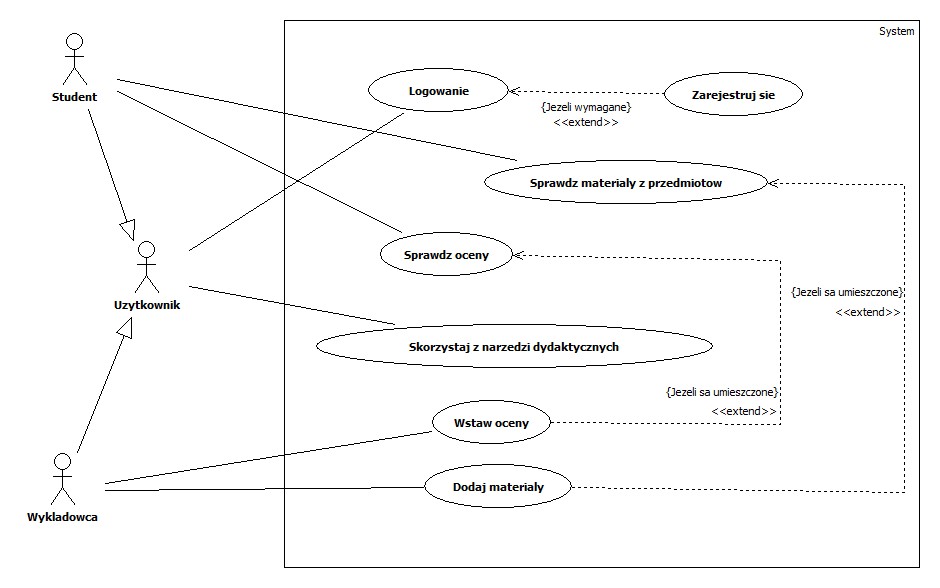 System
Student
Logowanie
Zarejestruj sie
{Jezeli wymagane}
<<extend>>
Sprawdz materialy z przedmiotow
Sprawdz oceny
Uzytkownik
{Jezeli sa umieszczone}
<<extend>>
Skorzystaj z narzedzi dydaktycznych
{Jezeli sa umieszczone}
<<extend>>
Wstaw oceny
Dodaj materialy
Wykladowca